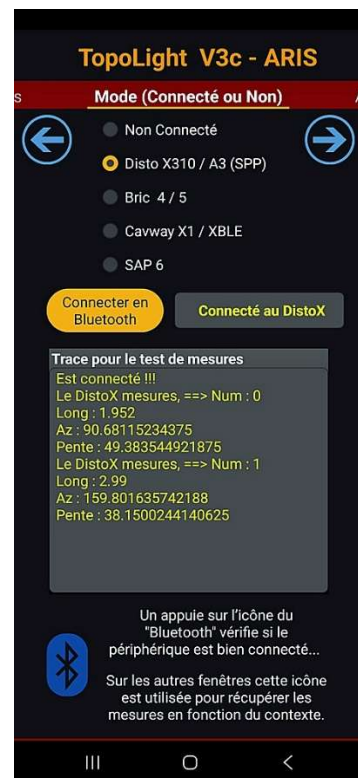 TopoLight V3c - ARIS
s
Mode (Connecté ou Non)
Non Connecté
Disto X310 / A3 (SPP)
Bric 4 / 5
Cavway X1 / XBLE
SAP 6
Connecter en
Bluetooth
Connecté au DistoX
Trace pour le test de mesures
Est connecté !!!
Le DistoX mesures, ==> Num : 0
Long : 1.952
Az : 90.68115234375
Pente : 49.383544921875
Le DistoX mesures, ==> Num : 1
Long : 2.99
Az : 159.801635742188
Pente : 38.1500244140625
Un appuie sur l'icône du
"Bluetooth" vérifie si le
périphérique est bien connecté...
Sur les autres fenêtres cette icône
est utilisée pour récupérer les
mesures en fonction du contexte.